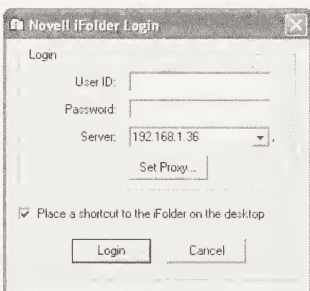 Novell iFolder Login
Login
User ID:
Password:
Server: 192.168.1.36
Set Proxy...
Place a shortcut to the iFolder on the desktop
Login Cancel